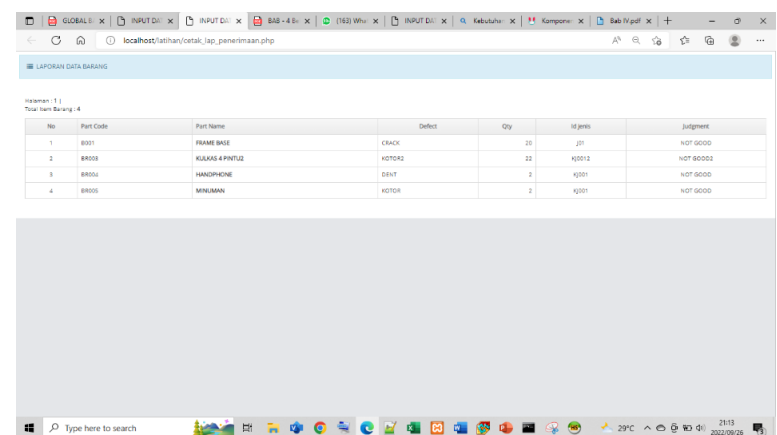 GLOBAL B
INPUT DA
INPUT DA
BAB - 4 B
(163) Wha
INPUT DA
Kebutuhan
Komponen
Bab IV.pdf
localhost/latihan/cetak_lap_penerimaan.php
LAPORAN DATA BARANG
Halaman : 1 |
Total Item Barang : 4
No Part Code Part Name Defect Qty Id jenis Judgment
1 B001 FRAME BASE CRACK 20 J01 NOT GOOD
2 BR003 KULKAS 4 PINTU2 KOTOR2 22 KJ0012 NOT GOOD2
3 BR004 HANDPHONE DENT 2 KJ001 NOT GOOD
4 BR005 MINUMAN KOTOR 2 KJ001 NOT GOOD
Type here to search
29°C
21:13
2022/09/26